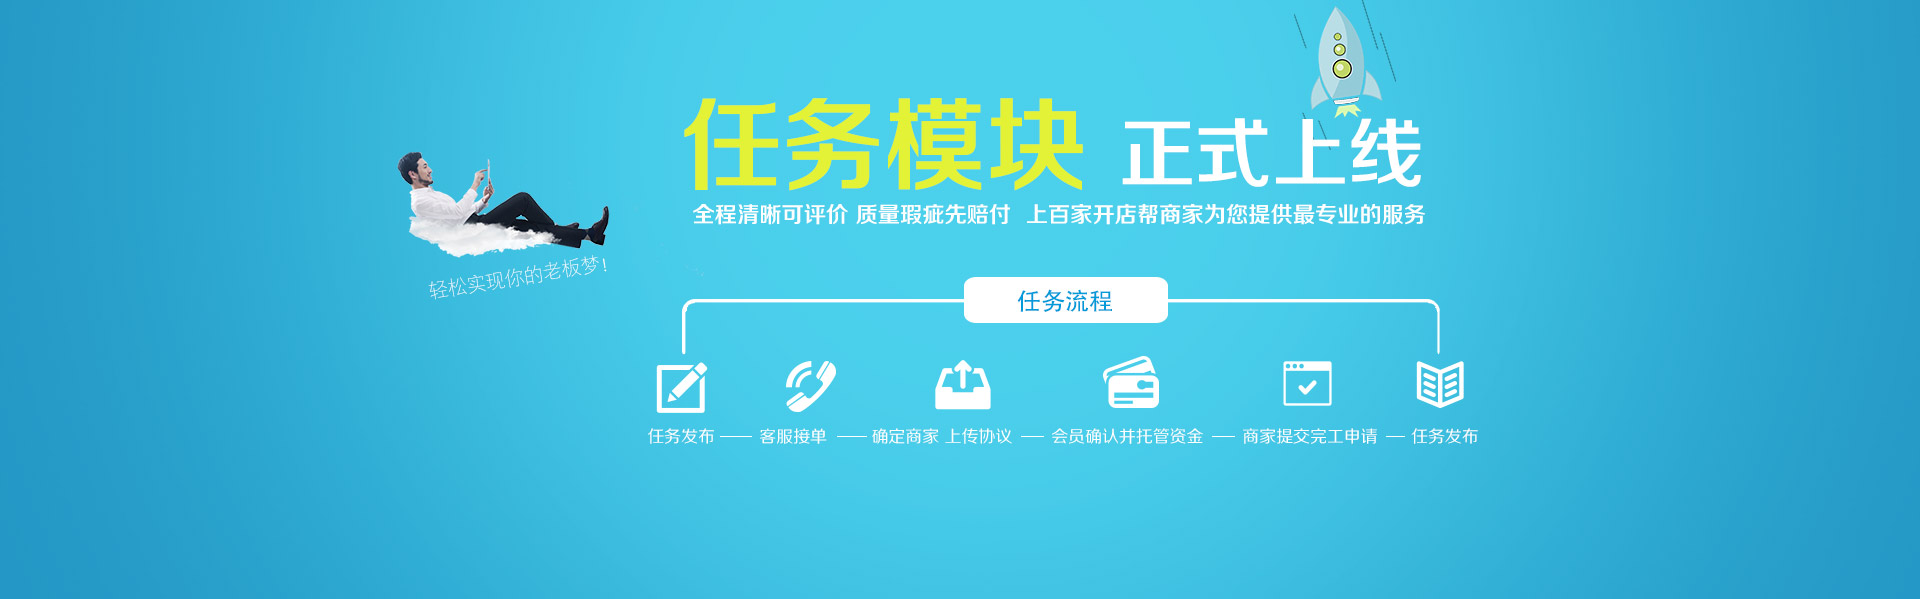 任务模块 正式上线
全程清晰可评价 质量瑕疵先赔付 上百家开店帮商家为您提供最专业的服务
轻松实现你的老板梦!
任务流程
任务发布 — 客服接单 — 确定商家 上传协议 — 会员确认并托管资金 — 商家提交完工申请 — 任务发布